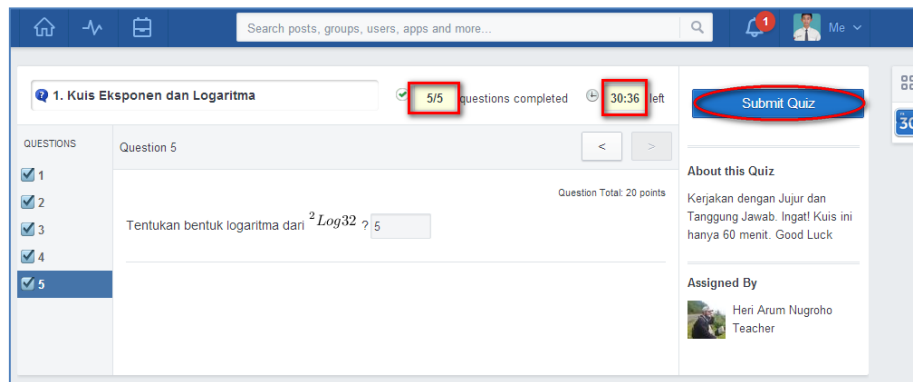 Search posts, groups, users, apps and more...
1
Me
1. Kuis Eksponen dan Logaritma
5/5 questions completed
30:36 left
Submit Quiz
QUESTIONS
Question 5
<
>
1
2
3
4
5
Question Total: 20 points
Tentukan bentuk logaritma dari ²Log32 ? 5
About this Quiz
Kerjakan dengan Jujur dan
Tanggung Jawab. Ingat! Kuis ini
hanya 60 menit. Good Luck
Assigned By
Heri Arum Nugroho
Teacher
30